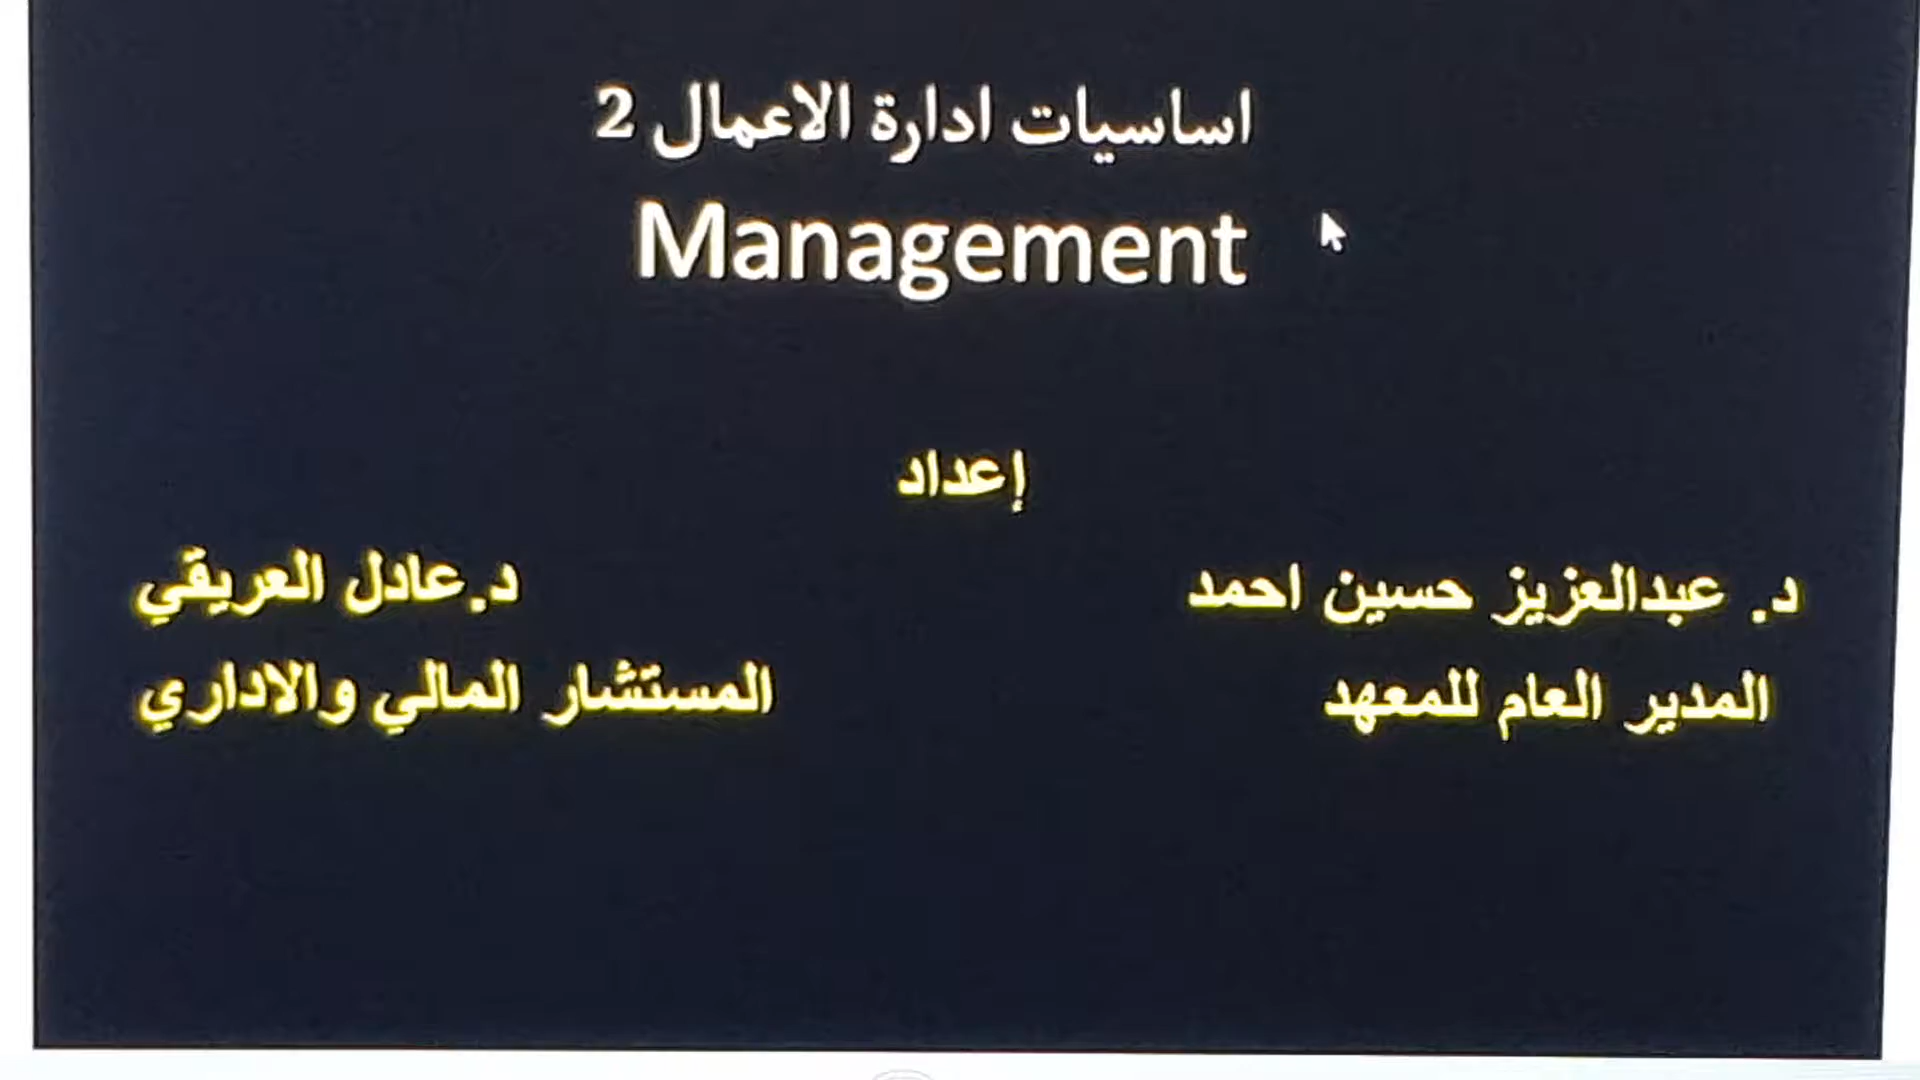 اساسيات ادارة الاعمال 2
Management
إعداد
د. عبدالعزيز حسين احمد
د.عادل العريقي
المدير العام للمعهد
المستشار المالي والاداري